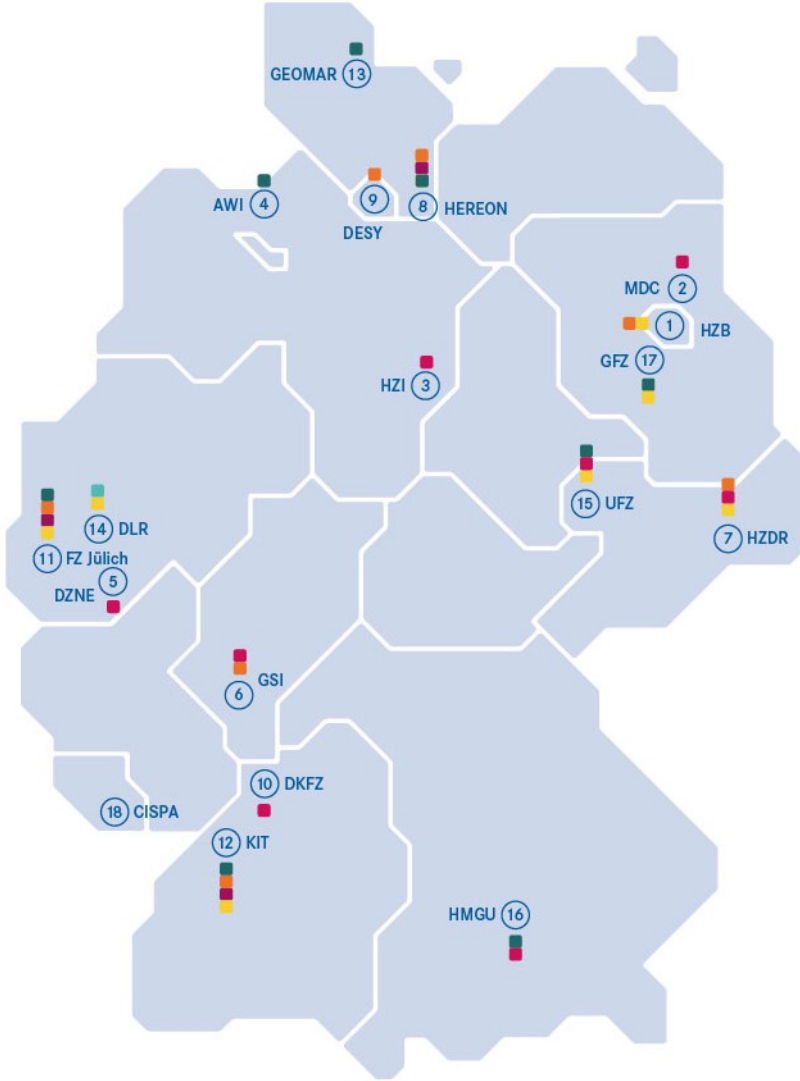 GEOMAR 13
AWI 4
9
DESY
8 HEREON
MDC 2
1 HZB
GFZ 17
HZI 3
15 UFZ
7 HZDR
14 DLR
11 FZ Jülich
5
DZNE
GSI
6
10 DKFZ
18 CISPA
12 KIT
HMGU 16